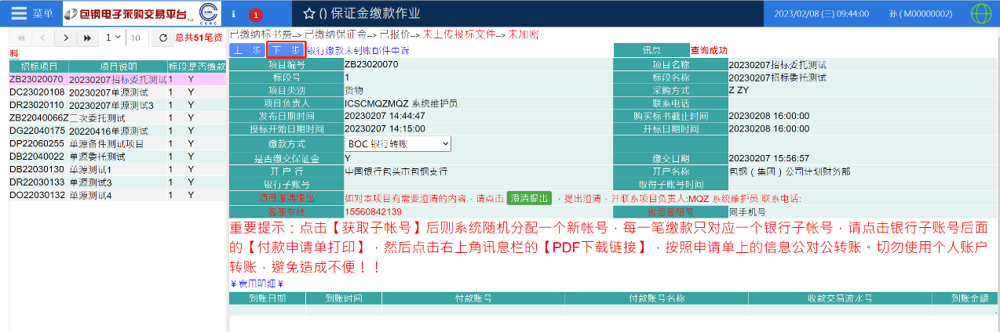 菜单 包钢电子采购交易平台 V1.0 CERC i 1 ☆ () 保证金缴款作业 2023/02/08 (三) 09:44:00 孙 ( M00000002)
1 10 总共51笔资料
招标项目 项目说明 标段是否缴款
ZB23020070 20230207招标委托测试 1 Y
DC23020108 20230207单源测试 1 Y
DR23020110 20230207单源测试3 1 Y
ZB22040066Z 二次委托测试 1 Y
DG22040175 20220416单源测试 1 Y
DP22060255 单源备件测试项目 1 Y
DB22040022 单源委托测试 1 Y
DB22030130 单源测试1 1 Y
DR22030133 单源测试3 1 Y
DO22030132 单源测试4 1 Y
已缴纳标书费--> 已缴纳保证金--> 已报价--> 未上传投标文件--> 未加密
上 步 下 步 银行缴款未到账邮件申诉 讯息 查询成功
项目编号 ZB23020070 项目名称 20230207招标委托测试
标段号 1 标段名称 20230207招标委托测试
项目类别 货物 采购方式 Z ZY
项目负责人 ICSCMQZMQZ 系统维护员 联系电话
发布日期时间 20230207 14:44:47 购买标书截止时间 20230208 16:00:00
投标开始日期时间 20230207 14:15:00 开标日期时间 20230208 16:00:00
缴款方式 BOC 银行转账
是否缴交保证金 Y 缴交日期 20230207 15:56:57
开 户 行 中国银行包头市包钢支行 开户名称 包钢（集团）公司计划财务部
银行子账号 取得子账号时间
项目澄清提出 如对本项目有需要澄清的内容，请点击 澄清提出 ，提出澄清，并联系项目负责人:MQZ 系统维护员 联系电话:
客服专线 15560842139 微信客服号 同手机号
重要提示：点击【获取子帐号】后则系统随机分配一个新帐号，每一笔缴款只对应一个银行子帐号，请点击银行子账号后面
的【付款申请单打印】，然后点击右上角讯息栏的【PDF下载链接】，按照申请单上的信息公对公转账。切勿使用个人账户
转账，避免造成不便！！
¥费用明细¥
到账日期 到账时间 付款账号 付款账号名称 收款交易流水号 到账金额
.